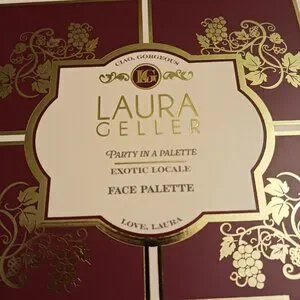 CIAO, GORGEOUS
LG
LAURA
GELLER
PARTY IN A PALETTE
EXOTIC LOCALE
FACE PALETTE
LOVE, LAURA